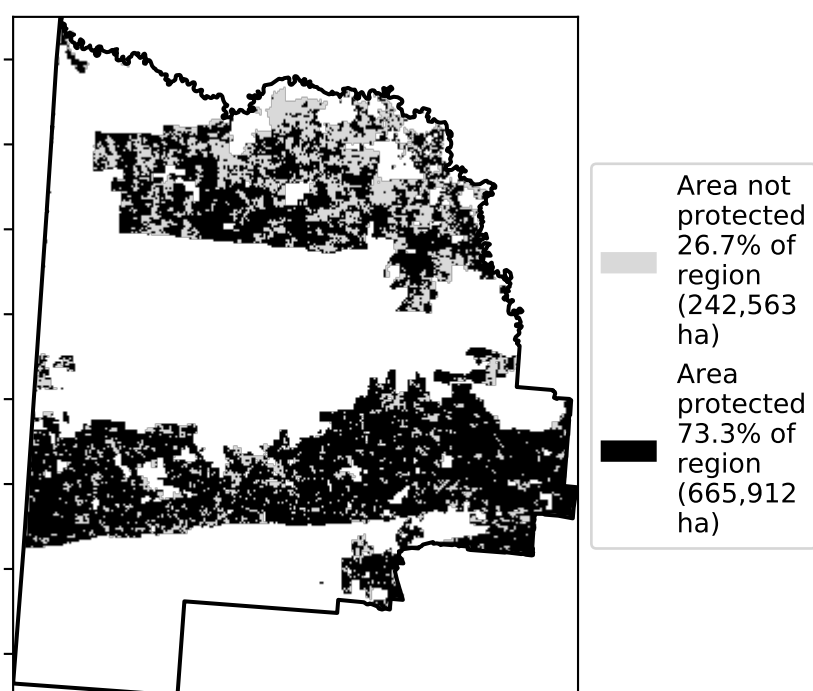 Area not
protected
26.7% of
region
(242,563
ha)
Area
protected
73.3% of
region
(665,912
ha)